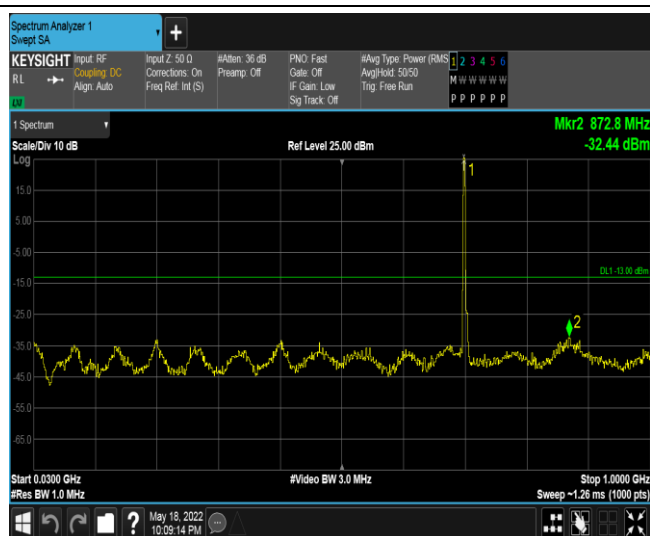 Spectrum Analyzer 1
Swept SA
+
KEYSIGHT
RL
Input: RF
Coupling: DC
Align: Auto
Input Z: 50 Ω
Corrections: On
Freq Ref: Int (S)
#Atten: 36 dB
Preamp: Off
PNO: Fast
Gate: Off
IF Gain: Low
Sig Track: Off
#Avg Type: Power (RMS
Avg|Hold: 50/50
Trig: Free Run
1 2 3 4 5 6
M W W W W W
P P P P P P
1 Spectrum
Mkr2 872.8 MHz
-32.44 dBm
Scale/Div 10 dB
Ref Level 25.00 dBm
Log
15.0
5.00
-5.00
-15.0
-25.0
-35.0
-45.0
-55.0
-65.0
1
DL1 -13.00 dBm
2
Start 0.0300 GHz
#Video BW 3.0 MHz
Stop 1.0000 GHz
#Res BW 1.0 MHz
Sweep ~1.26 ms (1000 pts)
?
May 18, 2022
10:09:14 PM